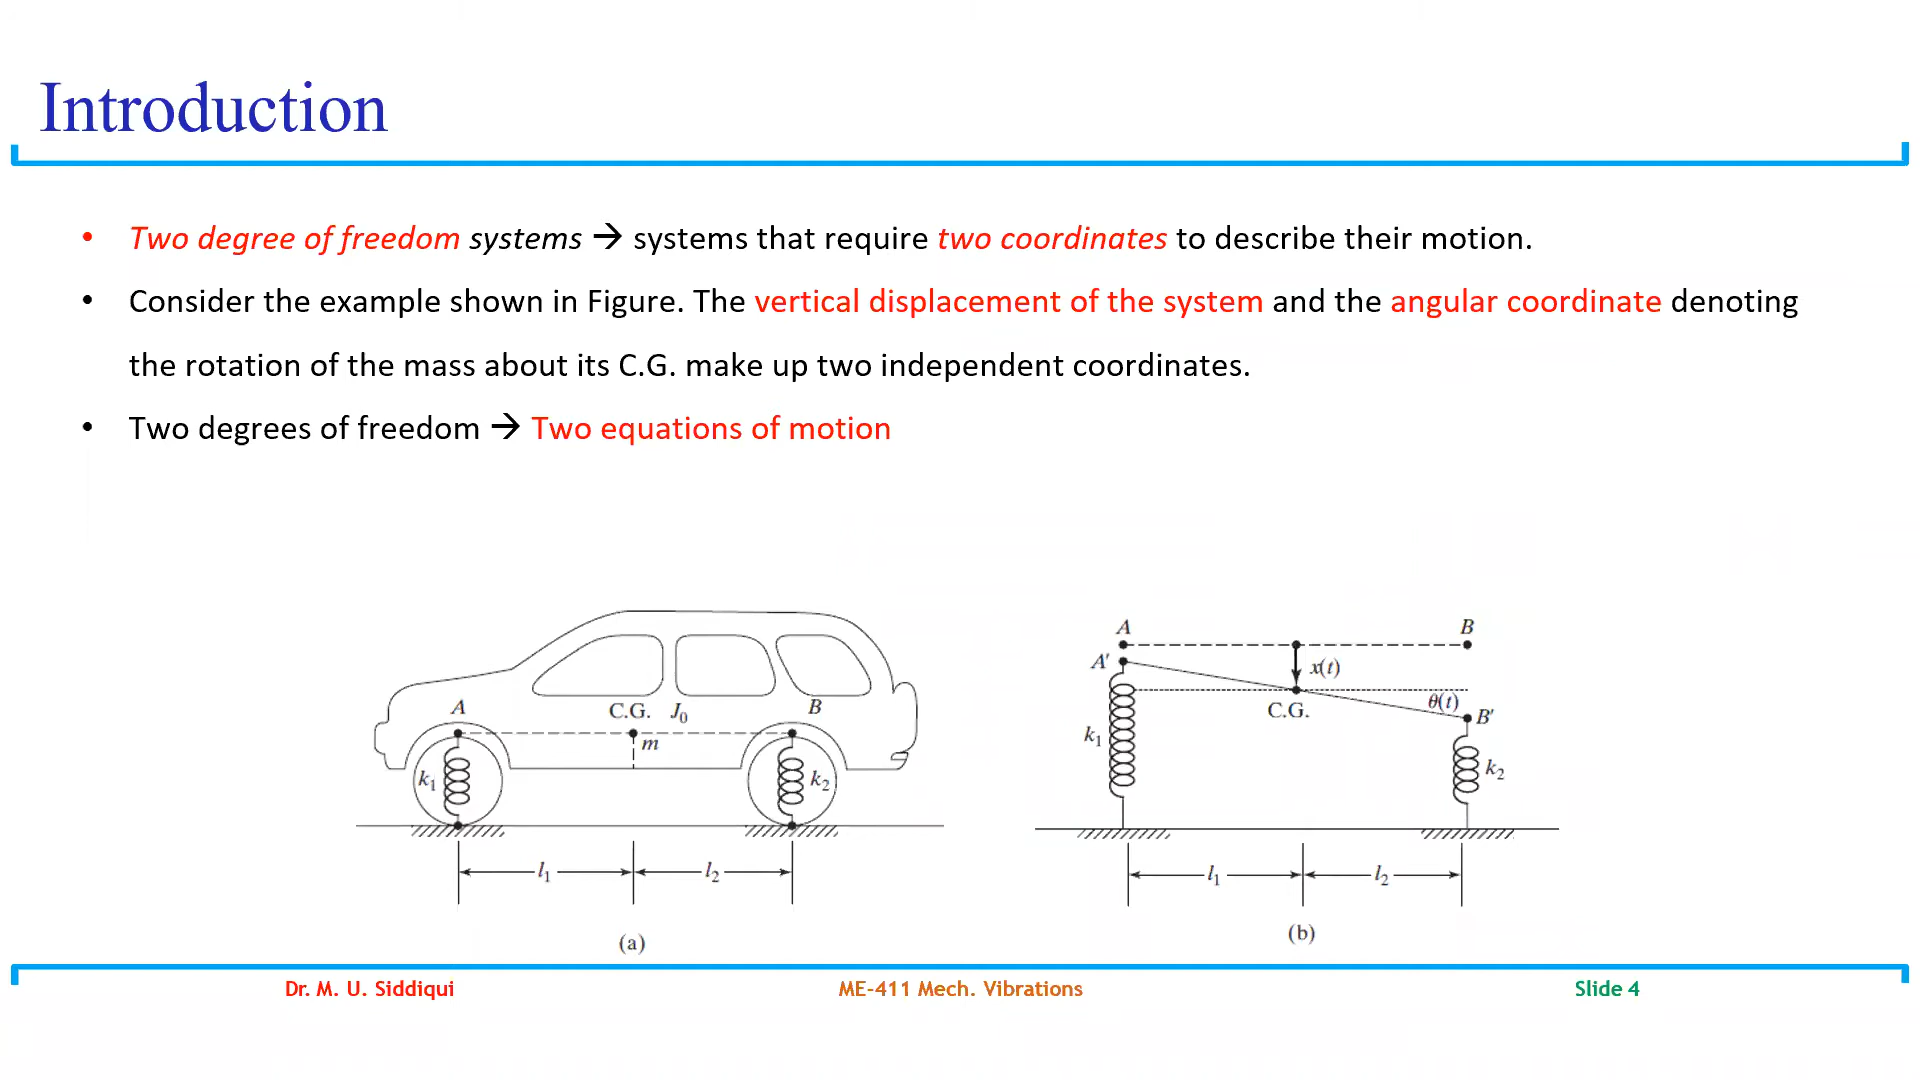 Introduction
• Two degree of freedom systems → systems that require two coordinates to describe their motion.
• Consider the example shown in Figure. The vertical displacement of the system and the angular coordinate denoting
the rotation of the mass about its C.G. make up two independent coordinates.
• Two degrees of freedom → Two equations of motion
A C.G. J₀ B
m
k₁ k₂
l₁ l₂
(a)
A B
A' x(t)
C.G. θ(t) B'
k₁ k₂
l₁ l₂
(b)
Dr. M. U. Siddiqui ME-411 Mech. Vibrations Slide 4